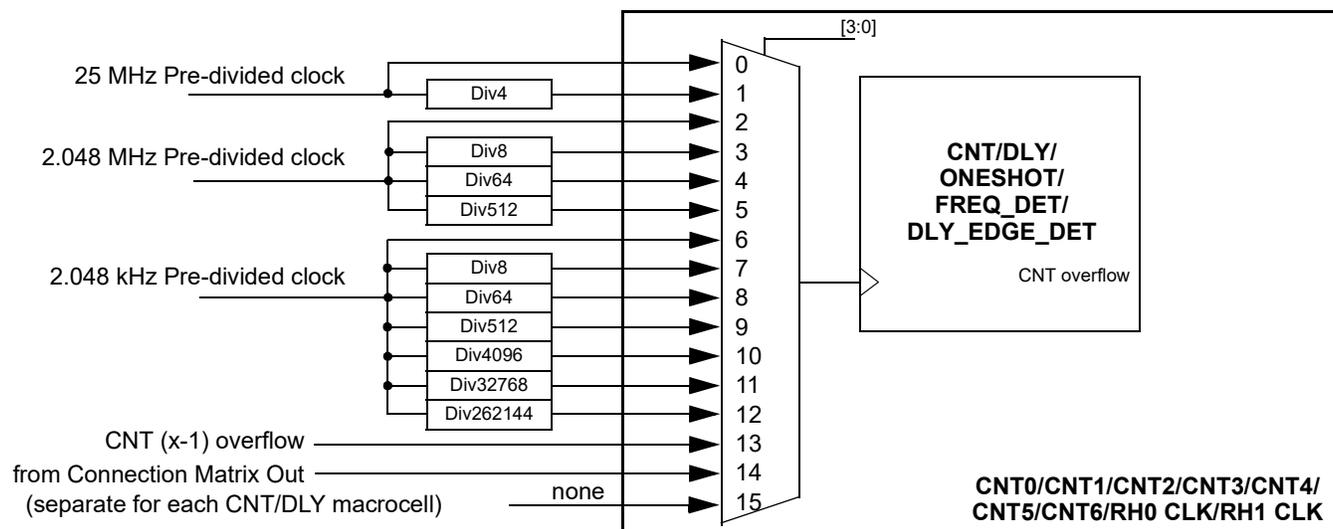 [3:0]
25 MHz Pre-divided clock
Div4
2.048 MHz Pre-divided clock
Div8
Div64
Div512
2.048 kHz Pre-divided clock
Div8
Div64
Div512
Div4096
Div32768
Div262144
CNT (x-1) overflow
from Connection Matrix Out
(separate for each CNT/DLY macrocell)
none
0
1
2
3
4
5
6
7
8
9
10
11
12
13
14
15
CNT/DLY/
ONESHOT/
FREQ_DET/
DLY_EDGE_DET
CNT overflow
CNT0/CNT1/CNT2/CNT3/CNT4/
CNT5/CNT6/RH0 CLK/RH1 CLK